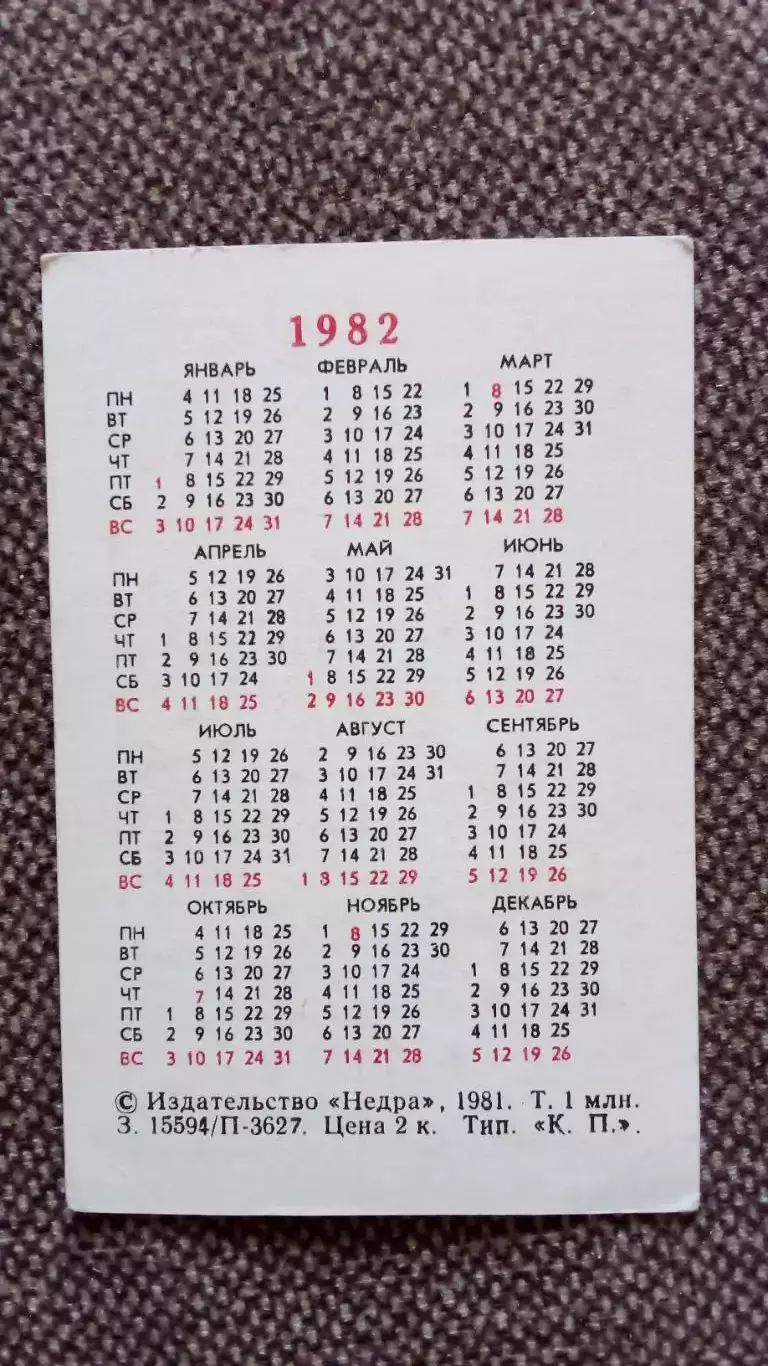 1982
ЯНВАРЬ ФЕВРАЛЬ МАРТ
ПН 4 11 18 25 1 8 15 22 1 8 15 22 29
ВТ 5 12 19 26 2 9 16 23 2 9 16 23 30
СР 6 13 20 27 3 10 17 24 3 10 17 24 31
ЧТ 7 14 21 28 4 11 18 25 4 11 18 25
ПТ 1 8 15 22 29 5 12 19 26 5 12 19 26
СБ 2 9 16 23 30 6 13 20 27 6 13 20 27
ВС 3 10 17 24 31 7 14 21 28 7 14 21 28
АПРЕЛЬ МАЙ ИЮНЬ
ПН 5 12 19 26 3 10 17 24 31 7 14 21 28
ВТ 6 13 20 27 4 11 18 25 1 8 15 22 29
СР 7 14 21 28 5 12 19 26 2 9 16 23 30
ЧТ 1 8 15 22 29 6 13 20 27 3 10 17 24
ПТ 2 9 16 23 30 7 14 21 28 4 11 18 25
СБ 3 10 17 24 1 8 15 22 29 5 12 19 26
ВС 4 11 18 25 2 9 16 23 30 6 13 20 27
ИЮЛЬ АВГУСТ СЕНТЯБРЬ
ПН 5 12 19 26 2 9 16 23 30 6 13 20 27
ВТ 6 13 20 27 3 10 17 24 31 7 14 21 28
СР 7 14 21 28 4 11 18 25 1 8 15 22 29
ЧТ 1 8 15 22 29 5 12 19 26 2 9 16 23 30
ПТ 2 9 16 23 30 6 13 20 27 3 10 17 24
СБ 3 10 17 24 31 7 14 21 28 4 11 18 25
ВС 4 11 18 25 1 8 15 22 29 5 12 19 26
ОКТЯБРЬ НОЯБРЬ ДЕКАБРЬ
ПН 4 11 18 25 1 8 15 22 29 6 13 20 27
ВТ 5 12 19 26 2 9 16 23 30 7 14 21 28
СР 6 13 20 27 3 10 17 24 1 8 15 22 29
ЧТ 7 14 21 28 4 11 18 25 2 9 16 23 30
ПТ 1 8 15 22 29 5 12 19 26 3 10 17 24 31
СБ 2 9 16 23 30 6 13 20 27 4 11 18 25
ВС 3 10 17 24 31 7 14 21 28 5 12 19 26
© Издательство «Недра», 1981. Т. 1 млн.
З. 15594/П-3627. Цена 2 к. Тип. «К. П.».